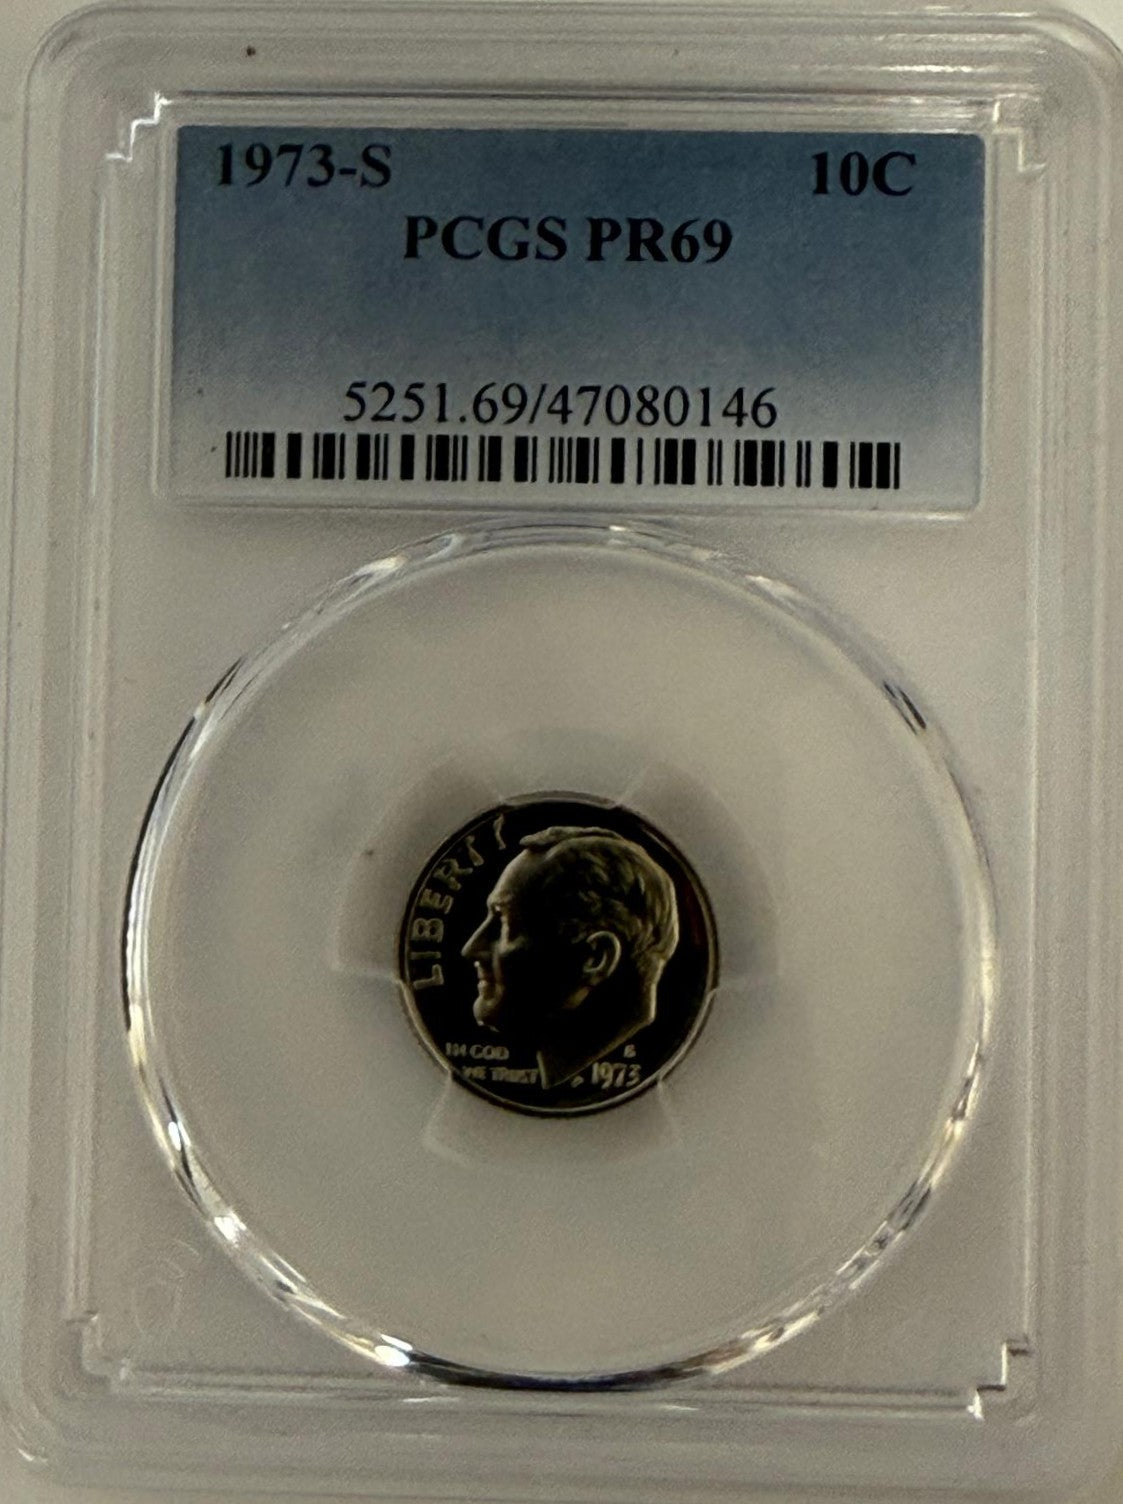 1973-S 10C
PCGS PR69
5251.69/47080146
LIBERTY
IN GOD
WE TRUST
S
1973